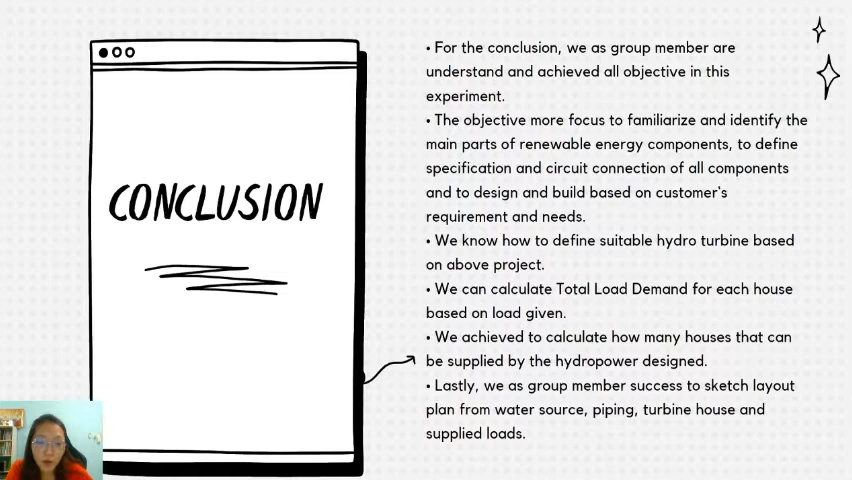 CONCLUSION
• For the conclusion, we as group member are
understand and achieved all objective in this
experiment.
• The objective more focus to familiarize and identify the
main parts of renewable energy components, to define
specification and circuit connection of all components
and to design and build based on customer's
requirement and needs.
• We know how to define suitable hydro turbine based
on above project.
• We can calculate Total Load Demand for each house
based on load given.
• We achieved to calculate how many houses that can
be supplied by the hydropower designed.
• Lastly, we as group member success to sketch layout
plan from water source, piping, turbine house and
supplied loads.